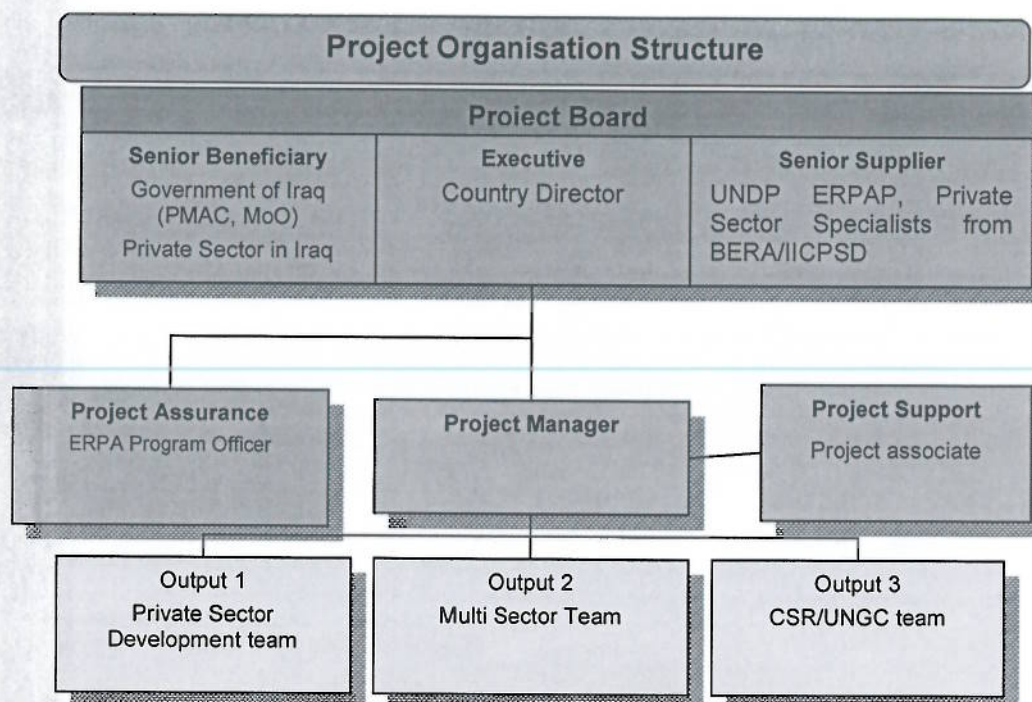 Project Organisation Structure
Project Board
Senior Beneficiary
Government of Iraq
(PMAC, MoO)
Private Sector in Iraq
Executive
Country Director
Senior Supplier
UNDP ERPAP, Private
Sector Specialists from
BERA/IICPSD
Project Assurance
ERPA Program Officer
Project Manager
Project Support
Project associate
Output 1
Private Sector
Development team
Output 2
Multi Sector Team
Output 3
CSR/UNGC team